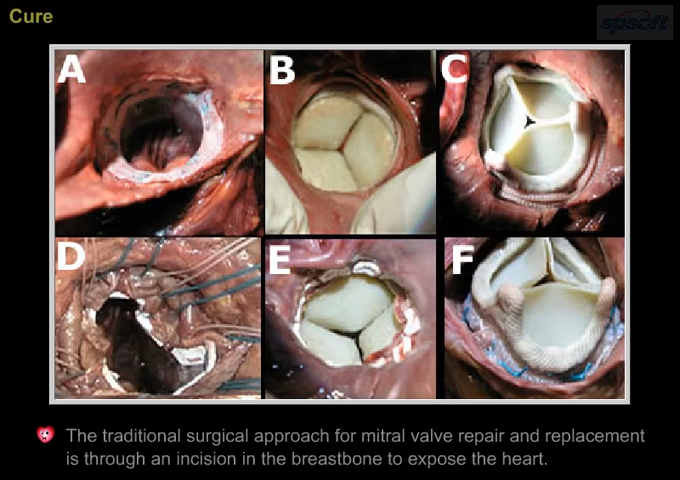 Cure
spsoft
A
B
C
D
E
F
The traditional surgical approach for mitral valve repair and replacement
is through an incision in the breastbone to expose the heart.